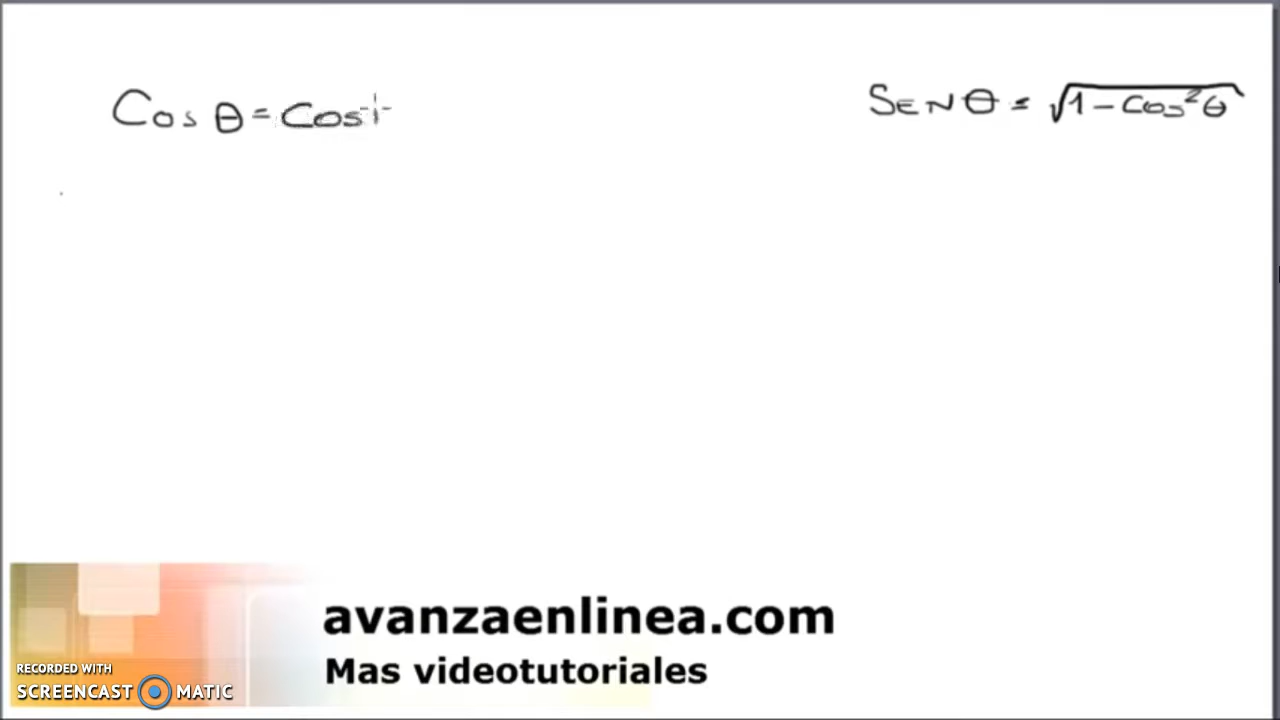 Cos θ = Cos
SEN θ = √1 - Cos²θ
avanzaenlinea.com
Mas videotutoriales
RECORDED WITH
SCREENCAST MATIC